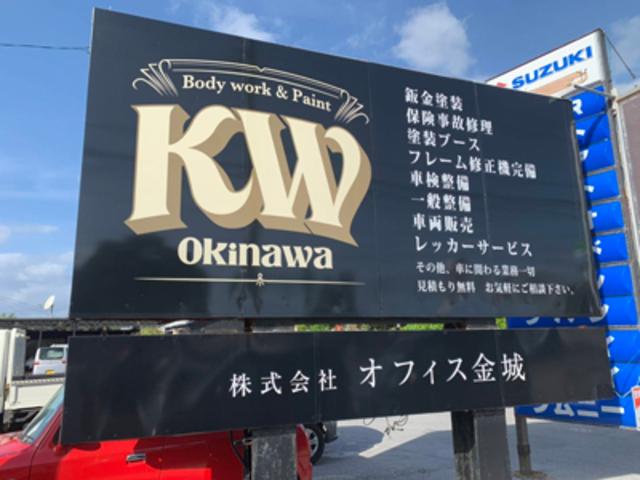 Body work & Paint
KW
Okinawa
鈑金塗装
保険事故修理
塗装ブース
フレーム修正機完備
車検整備
一般整備
車両販売
レッカーサービス
その他、車に関わる業務一切
見積もり無料 お気軽にご相談下さい。
株式会社 オフィス金城
SUZUKI